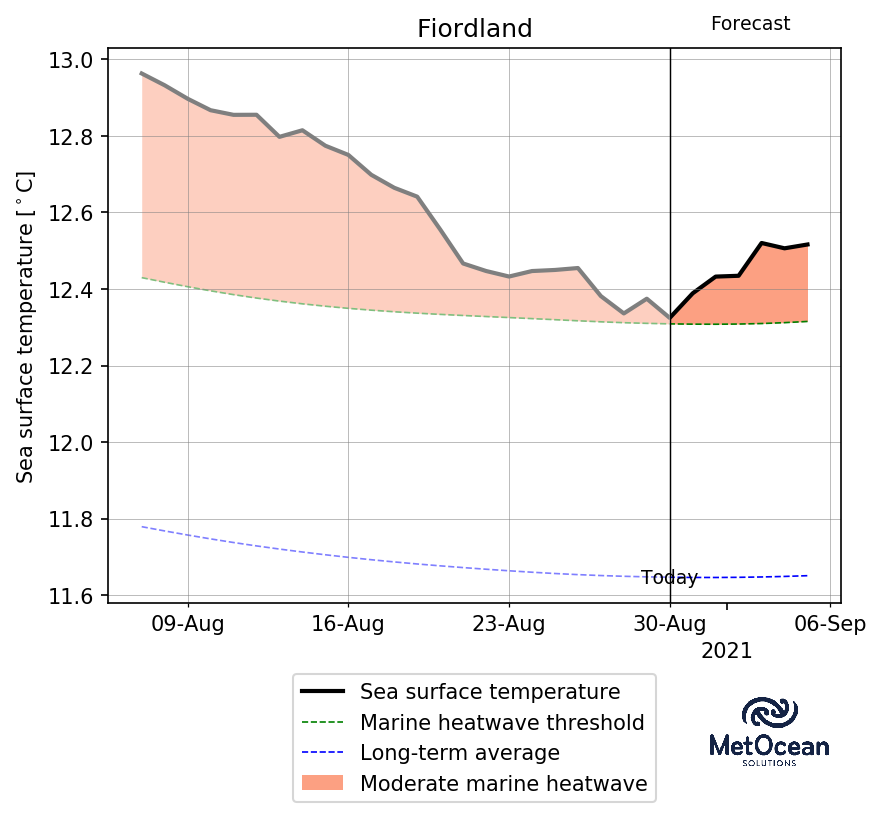 Fiordland
Forecast
Sea surface temperature [˚C]
13.0
12.8
12.6
12.4
12.2
12.0
11.8
11.6
Today
09-Aug
16-Aug
23-Aug
30-Aug
06-Sep
2021
Sea surface temperature
Marine heatwave threshold
Long-term average
Moderate marine heatwave
MetOcean
SOLUTIONS